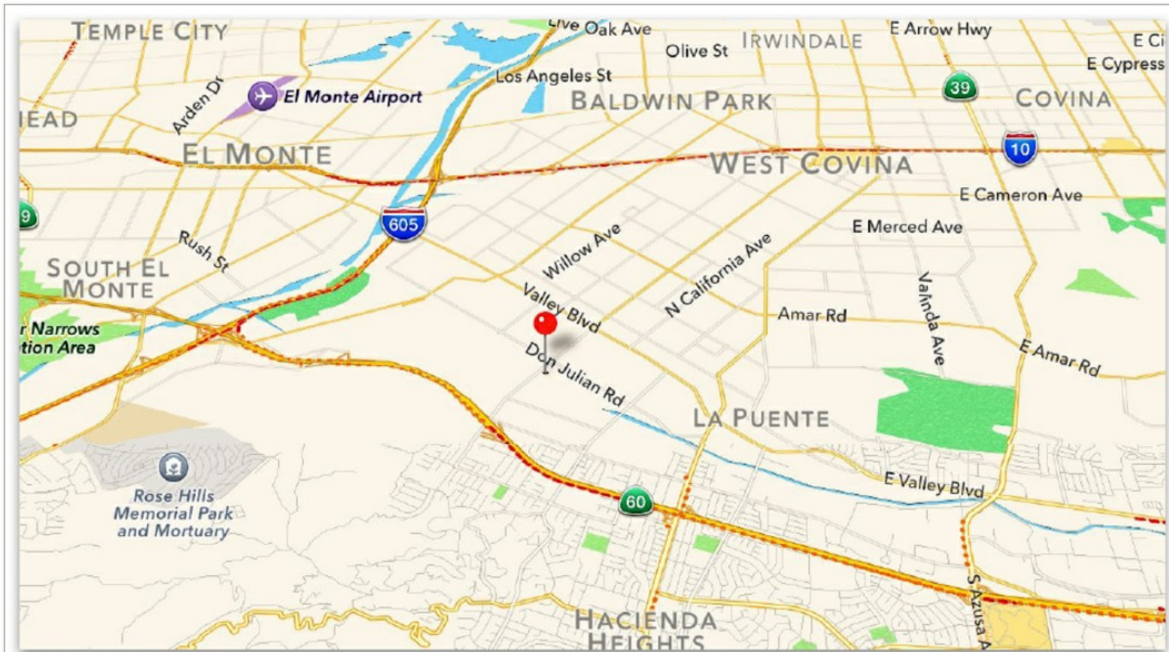 TEMPLE CITY
Live Oak Ave
Olive St
IRWINDALE
E Arrow Hwy
E Ci
E Cypress
Los Angeles St
39
COVINA
Arden Dr
El Monte Airport
BALDWIN PARK
HEAD
EL MONTE
WEST COVINA
10
E Cameron Ave
9
605
E Merced Ave
Rush St
Willow Ave
N California Ave
SOUTH EL
MONTE
Valinda Ave
Valley Blvd
Amar Rd
r Narrows
tion Area
Don Julian Rd
E Amar Rd
LA PUENTE
E Valley Blvd
60
Rose Hills
Memorial Park
and Mortuary
S Azusa A
HACIENDA
HEIGHTS